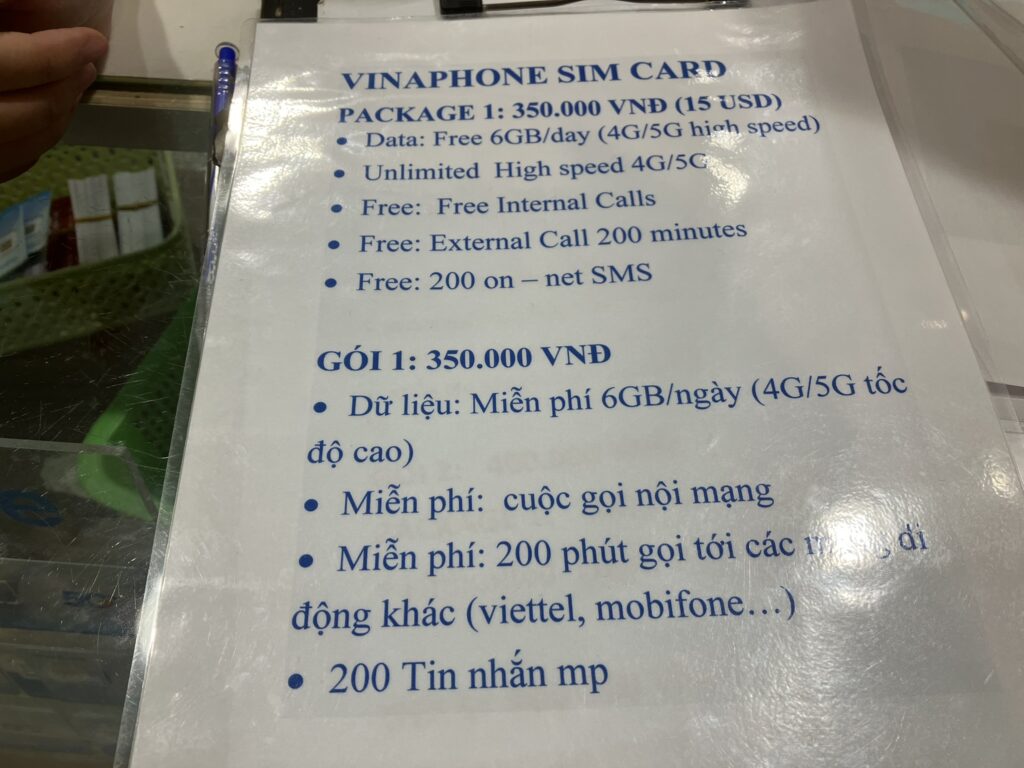 VINAPHONE SIM CARD
PACKAGE 1: 350.000 VNĐ (15 USD)
• Data: Free 6GB/day (4G/5G high speed)
• Unlimited High speed 4G/5G
• Free: Free Internal Calls
• Free: External Call 200 minutes
• Free: 200 on – net SMS
GÓI 1: 350.000 VNĐ
• Dữ liệu: Miễn phí 6GB/ngày (4G/5G tốc
độ cao)
• Miễn phí: cuộc gọi nội mạng
• Miễn phí: 200 phút gọi tới các di
động khác (viettel, mobifone…)
• 200 Tin nhắn mp